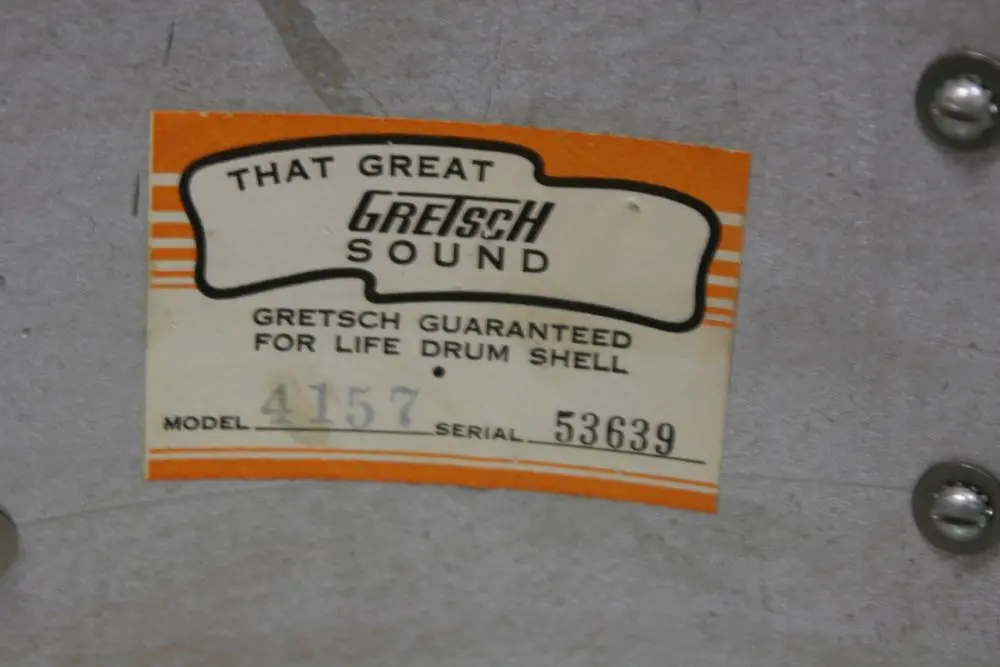 THAT GREAT
GRETSCH
SOUND
GRETSCH GUARANTEED
FOR LIFE DRUM SHELL
MODEL 4157 SERIAL 53639